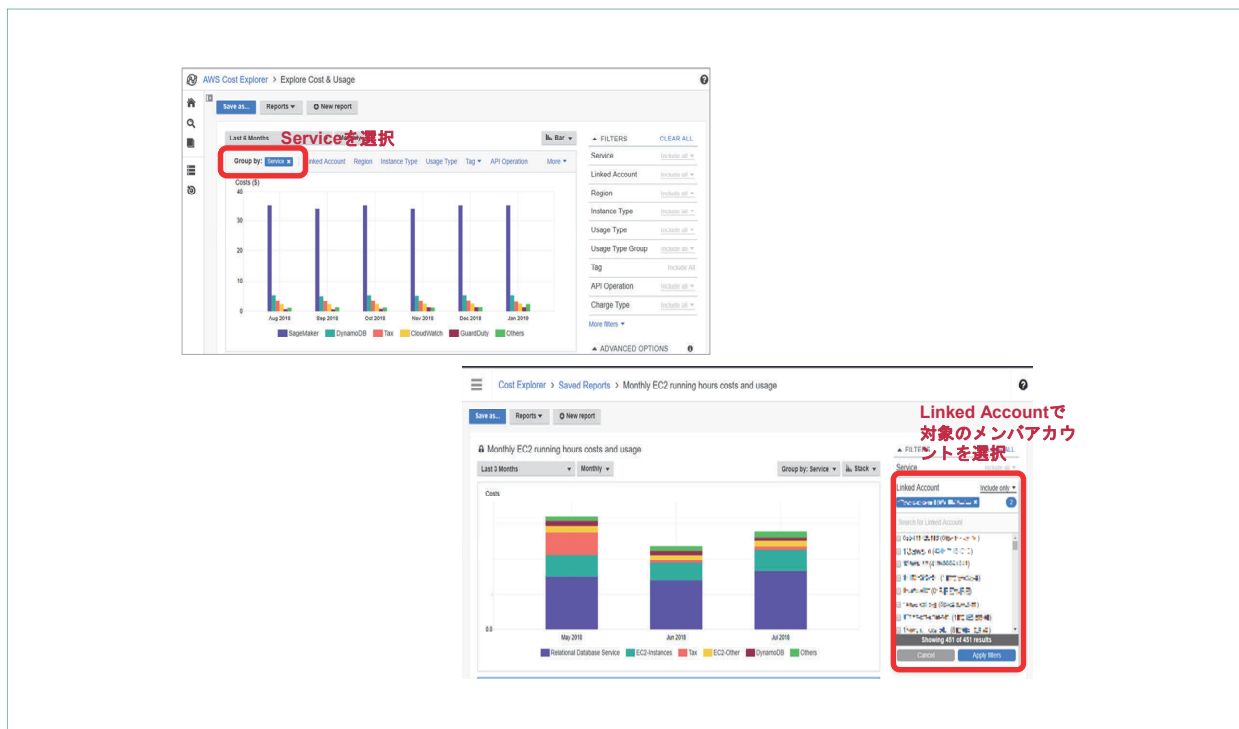 AWS Cost Explorer > Explore Cost & Usage
Save as... Reports New report
Last 6 Months Bar
Serviceを選択
Group by: Service × Linked Account Region Instance Type Usage Type Tag API Operation More
Costs ($)
40
30
20
10
0
Aug 2018 Sep 2018 Oct 2018 Nov 2018 Dec 2018 Jan 2019
SageMaker DynamoDB Tax CloudWatch GuardDuty Others
FILTERS CLEAR ALL
Service Include all
Linked Account Include all
Region Include all
Instance Type Include all
Usage Type Include all
Usage Type Group Include all
Tag Include All
API Operation Include all
Charge Type Include all
More filters
ADVANCED OPTIONS
Cost Explorer > Saved Reports > Monthly EC2 running hours costs and usage
Save as... Reports New report
Monthly EC2 running hours costs and usage
Last 3 Months Monthly Group by: Service Stack
Costs
0.0
May 2018 Jun 2018 Jul 2018
Relational Database Service EC2-Instances Tax EC2-Other DynamoDB Others
Linked Accountで
対象のメンバアカウ
ントを選択
FILTERS ALL
Service Include all
Linked Account Include only
Search for Linked Account
Showing 451 of 451 results
Cancel Apply filters